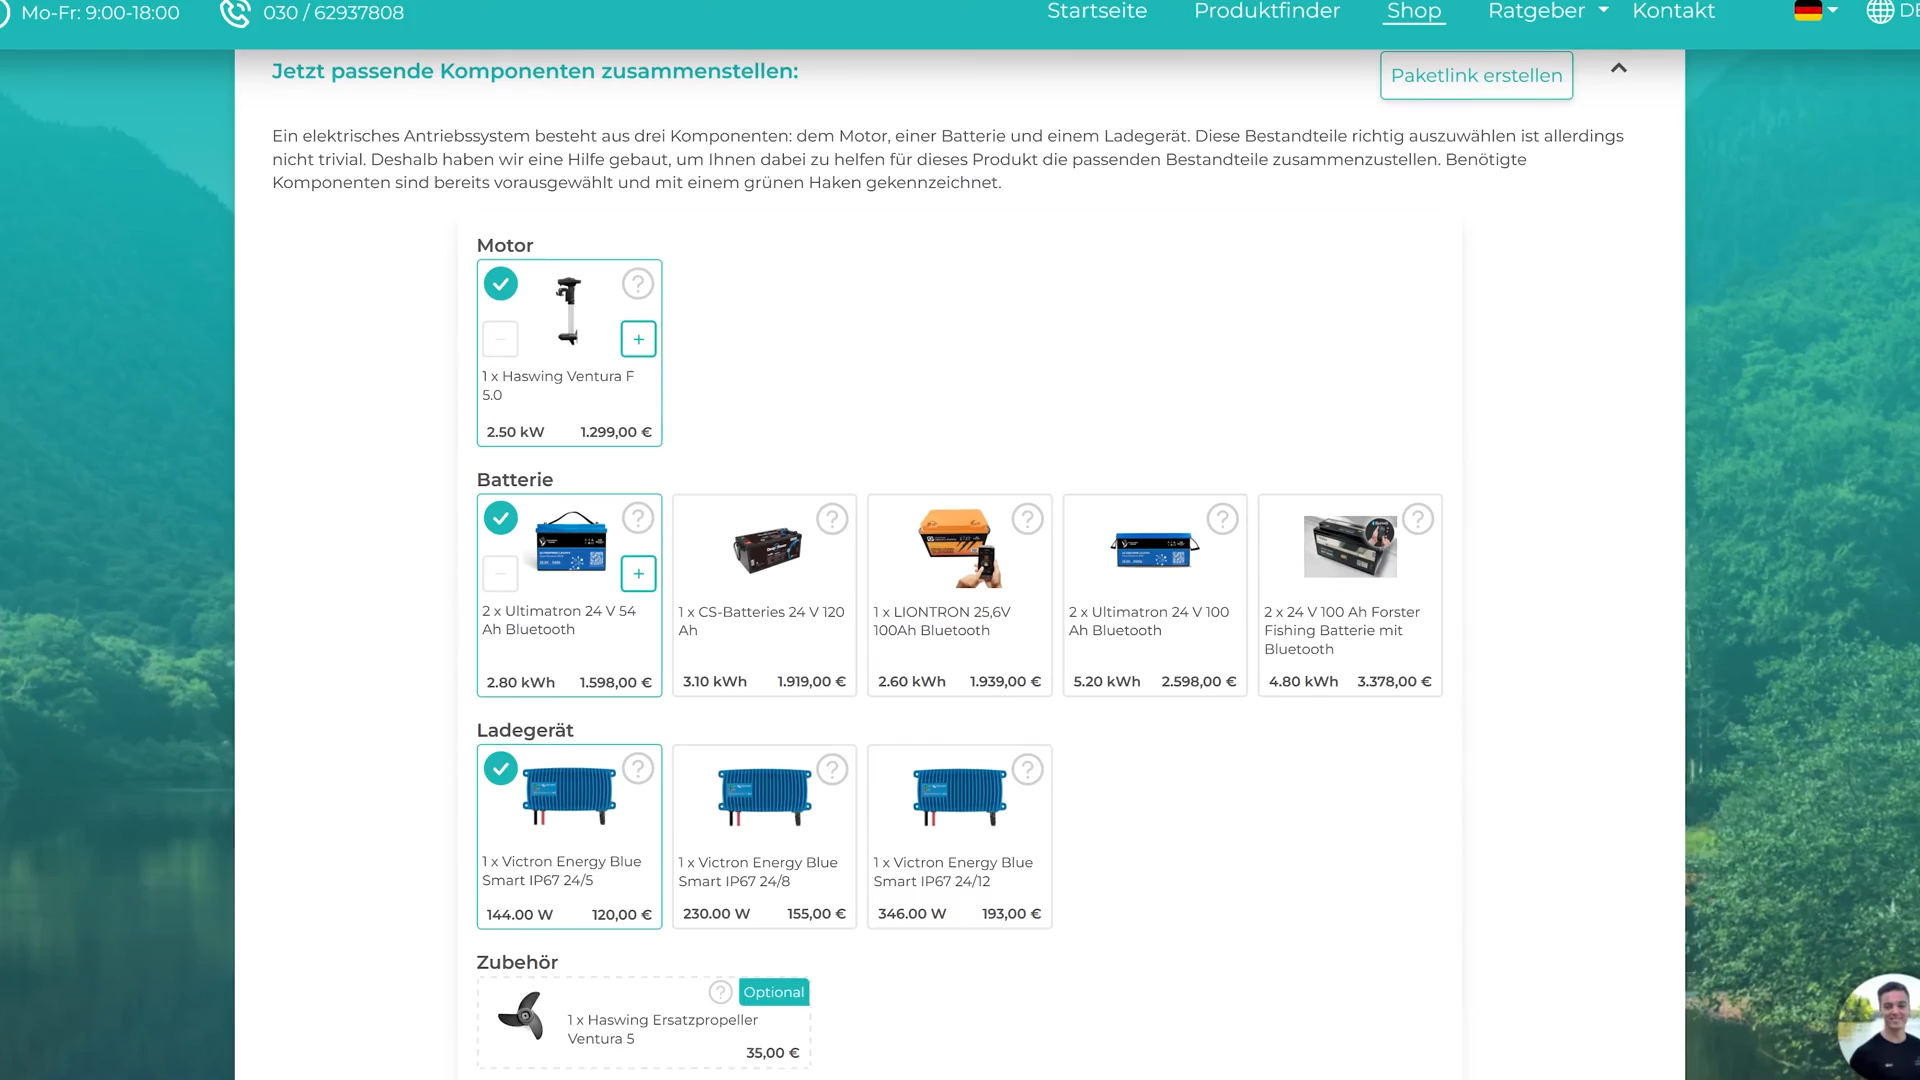 Mo-Fr: 9:00-18:00
030 / 62937808
Startseite
Produktfinder
Shop
Ratgeber
Kontakt
Jetzt passende Komponenten zusammenstellen:
Paketlink erstellen
Ein elektrisches Antriebssystem besteht aus drei Komponenten: dem Motor, einer Batterie und einem Ladegerät. Diese Bestandteile richtig auszuwählen ist allerdings
nicht trivial. Deshalb haben wir eine Hilfe gebaut, um Ihnen dabei zu helfen für dieses Produkt die passenden Bestandteile zusammenzustellen. Benötigte
Komponenten sind bereits vorausgewählt und mit einem grünen Haken gekennzeichnet.
Motor
1 x Haswing Ventura F
5.0
2.50 kW 1.299,00 €
Batterie
2 x Ultimatron 24 V 54
Ah Bluetooth
2.80 kWh 1.598,00 €
1 x CS-Batteries 24 V 120
Ah
3.10 kWh 1.919,00 €
1 x LIONTRON 25,6V
100Ah Bluetooth
2.60 kWh 1.939,00 €
2 x Ultimatron 24 V 100
Ah Bluetooth
5.20 kWh 2.598,00 €
2 x 24 V 100 Ah Forster
Fishing Batterie mit
Bluetooth
4.80 kWh 3.378,00 €
Ladegerät
1 x Victron Energy Blue
Smart IP67 24/5
144.00 W 120,00 €
1 x Victron Energy Blue
Smart IP67 24/8
230.00 W 155,00 €
1 x Victron Energy Blue
Smart IP67 24/12
346.00 W 193,00 €
Zubehör
Optional
1 x Haswing Ersatzpropeller
Ventura 5
35,00 €